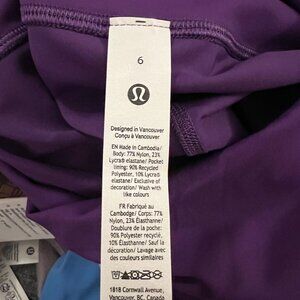 6
Designed in Vancouver
Conçu à Vancouver
EN Made in Cambodia/
Body: 77% Nylon, 23%
Lycra® elastane/ Pocket
lining: 90% Recycled
Polyester, 10% Lycra®
elastane/ Exclusive of
decoration/ Wash with
like colours
FR Fabriqué au
Cambodge/ Corps: 77%
Nylon, 23% Élasthanne/
Doublure de la poche:
90% Polyester recyclé,
10% Élasthanne/ Sauf la
décoration/ Laver avec
des couleurs similaires
1818 Cornwall Avenue,
Vancouver, BC, Canada